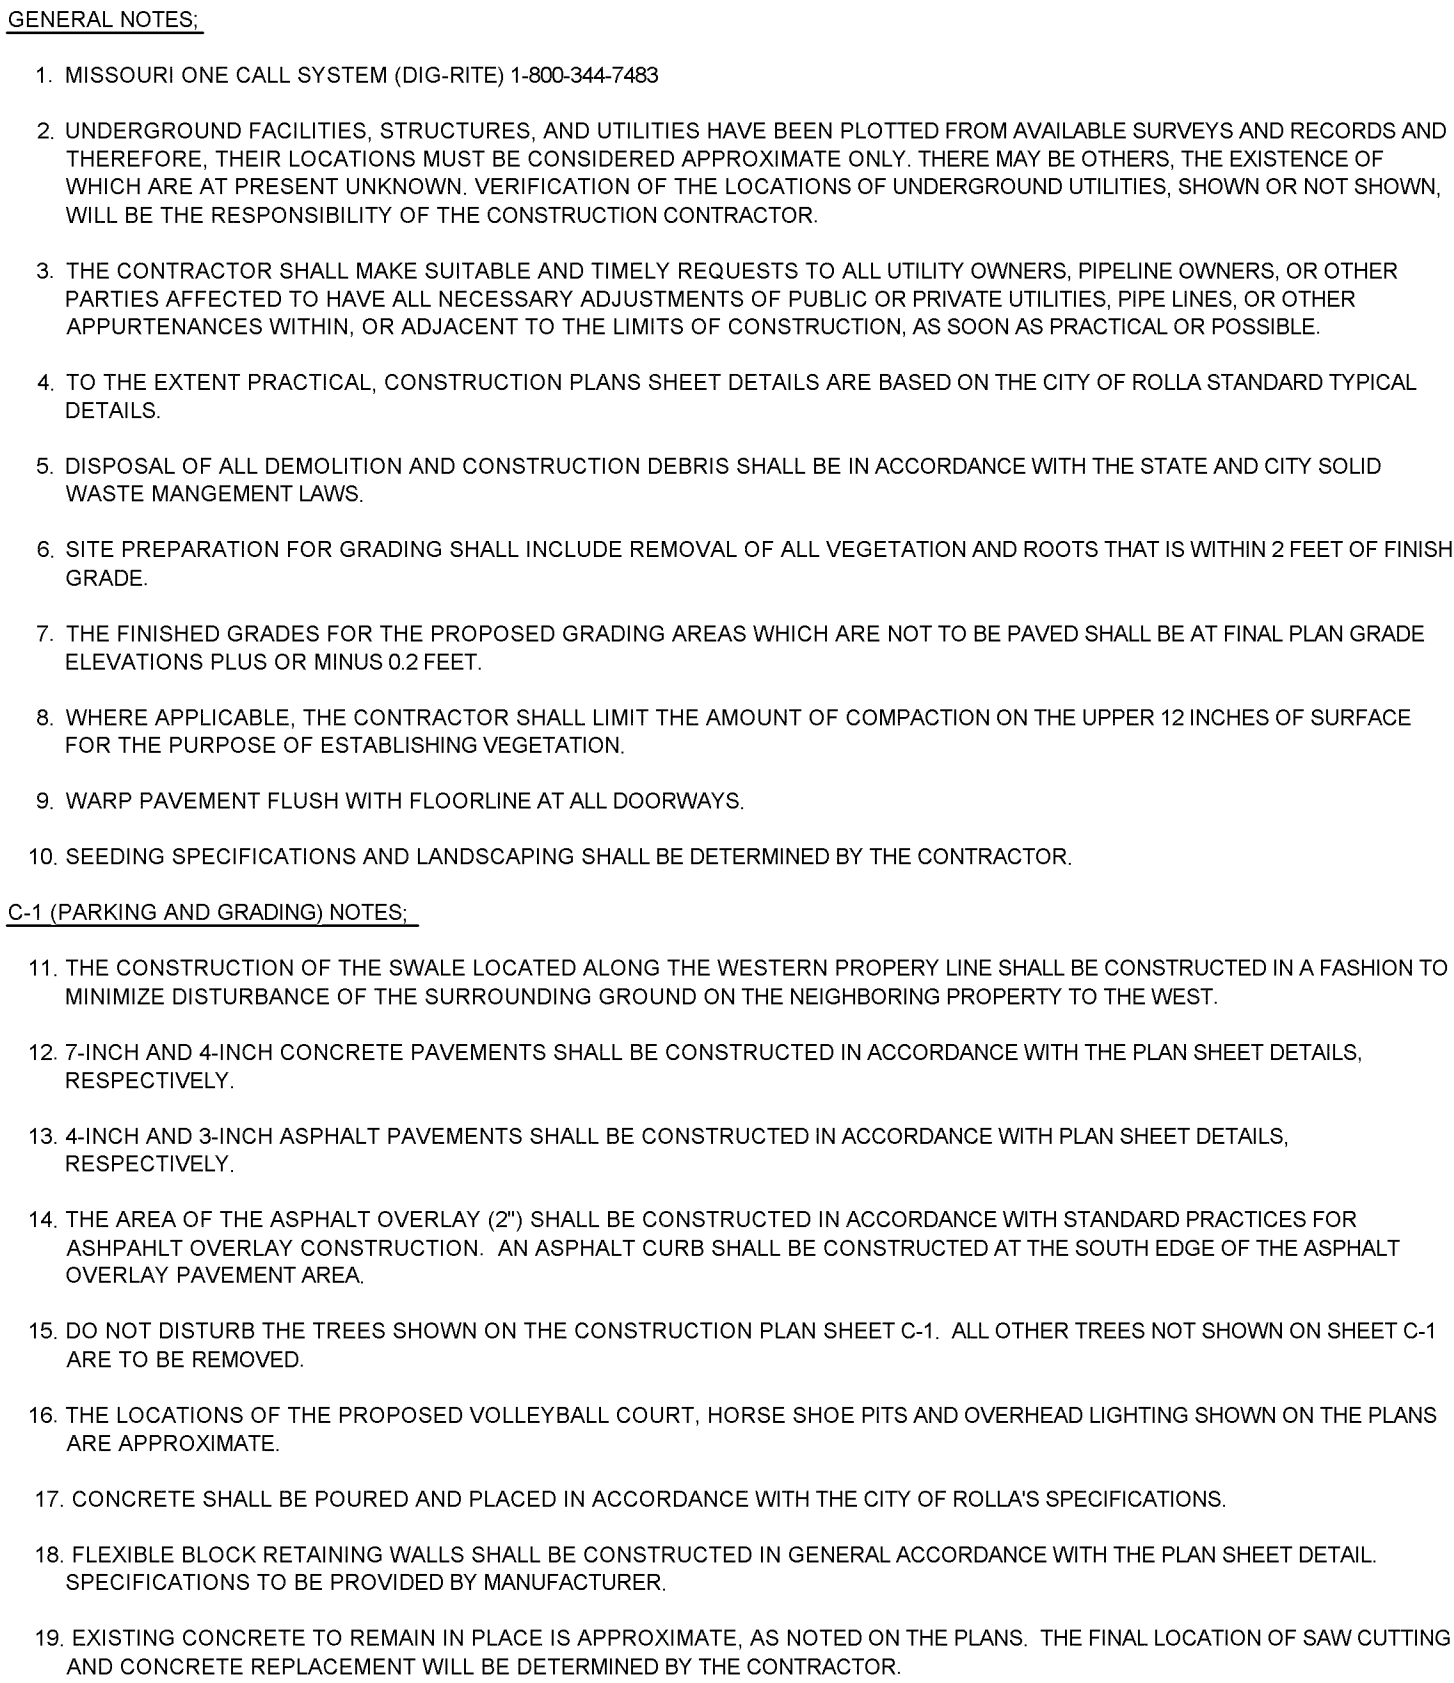 GENERAL NOTES;
1. MISSOURI ONE CALL SYSTEM (DIG-RITE) 1-800-344-7483
2. UNDERGROUND FACILITIES, STRUCTURES, AND UTILITIES HAVE BEEN PLOTTED FROM AVAILABLE SURVEYS AND RECORDS AND
THEREFORE, THEIR LOCATIONS MUST BE CONSIDERED APPROXIMATE ONLY. THERE MAY BE OTHERS, THE EXISTENCE OF
WHICH ARE AT PRESENT UNKNOWN. VERIFICATION OF THE LOCATIONS OF UNDERGROUND UTILITIES, SHOWN OR NOT SHOWN,
WILL BE THE RESPONSIBILITY OF THE CONSTRUCTION CONTRACTOR.
3. THE CONTRACTOR SHALL MAKE SUITABLE AND TIMELY REQUESTS TO ALL UTILITY OWNERS, PIPELINE OWNERS, OR OTHER
PARTIES AFFECTED TO HAVE ALL NECESSARY ADJUSTMENTS OF PUBLIC OR PRIVATE UTILITIES, PIPE LINES, OR OTHER
APPURTENANCES WITHIN, OR ADJACENT TO THE LIMITS OF CONSTRUCTION, AS SOON AS PRACTICAL OR POSSIBLE.
4. TO THE EXTENT PRACTICAL, CONSTRUCTION PLANS SHEET DETAILS ARE BASED ON THE CITY OF ROLLA STANDARD TYPICAL
DETAILS.
5. DISPOSAL OF ALL DEMOLITION AND CONSTRUCTION DEBRIS SHALL BE IN ACCORDANCE WITH THE STATE AND CITY SOLID
WASTE MANGEMENT LAWS.
6. SITE PREPARATION FOR GRADING SHALL INCLUDE REMOVAL OF ALL VEGETATION AND ROOTS THAT IS WITHIN 2 FEET OF FINISH
GRADE.
7. THE FINISHED GRADES FOR THE PROPOSED GRADING AREAS WHICH ARE NOT TO BE PAVED SHALL BE AT FINAL PLAN GRADE
ELEVATIONS PLUS OR MINUS 0.2 FEET.
8. WHERE APPLICABLE, THE CONTRACTOR SHALL LIMIT THE AMOUNT OF COMPACTION ON THE UPPER 12 INCHES OF SURFACE
FOR THE PURPOSE OF ESTABLISHING VEGETATION.
9. WARP PAVEMENT FLUSH WITH FLOORLINE AT ALL DOORWAYS.
10. SEEDING SPECIFICATIONS AND LANDSCAPING SHALL BE DETERMINED BY THE CONTRACTOR.
C-1 (PARKING AND GRADING) NOTES;
11. THE CONSTRUCTION OF THE SWALE LOCATED ALONG THE WESTERN PROPERY LINE SHALL BE CONSTRUCTED IN A FASHION TO
MINIMIZE DISTURBANCE OF THE SURROUNDING GROUND ON THE NEIGHBORING PROPERTY TO THE WEST.
12. 7-INCH AND 4-INCH CONCRETE PAVEMENTS SHALL BE CONSTRUCTED IN ACCORDANCE WITH THE PLAN SHEET DETAILS,
RESPECTIVELY.
13. 4-INCH AND 3-INCH ASPHALT PAVEMENTS SHALL BE CONSTRUCTED IN ACCORDANCE WITH PLAN SHEET DETAILS,
RESPECTIVELY.
14. THE AREA OF THE ASPHALT OVERLAY (2") SHALL BE CONSTRUCTED IN ACCORDANCE WITH STANDARD PRACTICES FOR
ASHPAHLT OVERLAY CONSTRUCTION. AN ASPHALT CURB SHALL BE CONSTRUCTED AT THE SOUTH EDGE OF THE ASPHALT
OVERLAY PAVEMENT AREA.
15. DO NOT DISTURB THE TREES SHOWN ON THE CONSTRUCTION PLAN SHEET C-1. ALL OTHER TREES NOT SHOWN ON SHEET C-1
ARE TO BE REMOVED.
16. THE LOCATIONS OF THE PROPOSED VOLLEYBALL COURT, HORSE SHOE PITS AND OVERHEAD LIGHTING SHOWN ON THE PLANS
ARE APPROXIMATE.
17. CONCRETE SHALL BE POURED AND PLACED IN ACCORDANCE WITH THE CITY OF ROLLA'S SPECIFICATIONS.
18. FLEXIBLE BLOCK RETAINING WALLS SHALL BE CONSTRUCTED IN GENERAL ACCORDANCE WITH THE PLAN SHEET DETAIL.
SPECIFICATIONS TO BE PROVIDED BY MANUFACTURER.
19. EXISTING CONCRETE TO REMAIN IN PLACE IS APPROXIMATE, AS NOTED ON THE PLANS. THE FINAL LOCATION OF SAW CUTTING
AND CONCRETE REPLACEMENT WILL BE DETERMINED BY THE CONTRACTOR.